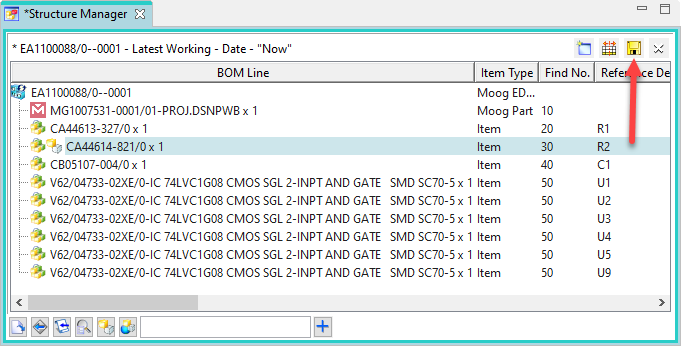 *Structure Manager
* EA1100088/0--0001 - Latest Working - Date - "Now"
BOM Line Item Type Find No. Reference De
EA1100088/0--0001 Moog ED...
MG1007531-0001/01-PROJ.DSNPWB x 1 Moog Part 10
CA44613-327/0 x 1 Item 20 R1
CA44614-821/0 x 1 Item 30 R2
CB05107-004/0 x 1 Item 40 C1
V62/04733-02XE/0-IC 74LVC1G08 CMOS SGL 2-INPT AND GATE SMD SC70-5 x 1 Item 50 U1
V62/04733-02XE/0-IC 74LVC1G08 CMOS SGL 2-INPT AND GATE SMD SC70-5 x 1 Item 50 U2
V62/04733-02XE/0-IC 74LVC1G08 CMOS SGL 2-INPT AND GATE SMD SC70-5 x 1 Item 50 U3
V62/04733-02XE/0-IC 74LVC1G08 CMOS SGL 2-INPT AND GATE SMD SC70-5 x 1 Item 50 U4
V62/04733-02XE/0-IC 74LVC1G08 CMOS SGL 2-INPT AND GATE SMD SC70-5 x 1 Item 50 U5
V62/04733-02XE/0-IC 74LVC1G08 CMOS SGL 2-INPT AND GATE SMD SC70-5 x 1 Item 50 U9